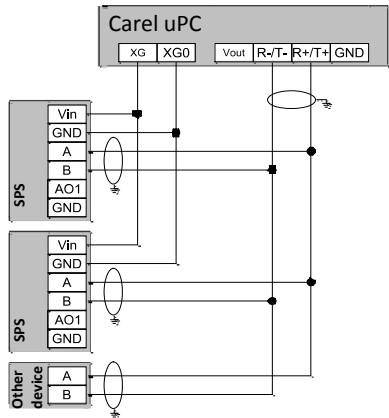 Carel uPC
XG XG0 Vout R-/T- R+/T+ GND
SPS
Vin
GND
A
B
AO1
GND
SPS
Vin
GND
A
B
AO1
GND
Other
device
A
B